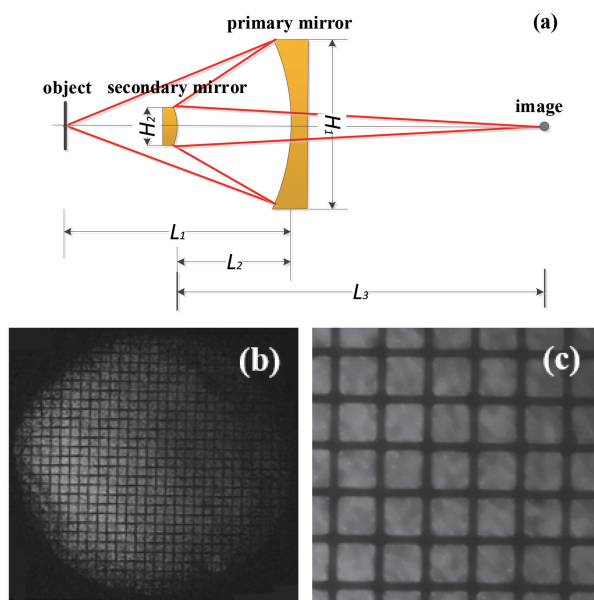 primary mirror
(a)
object
secondary mirror
image
H2
H1
L1
L2
L3
(b)
(c)